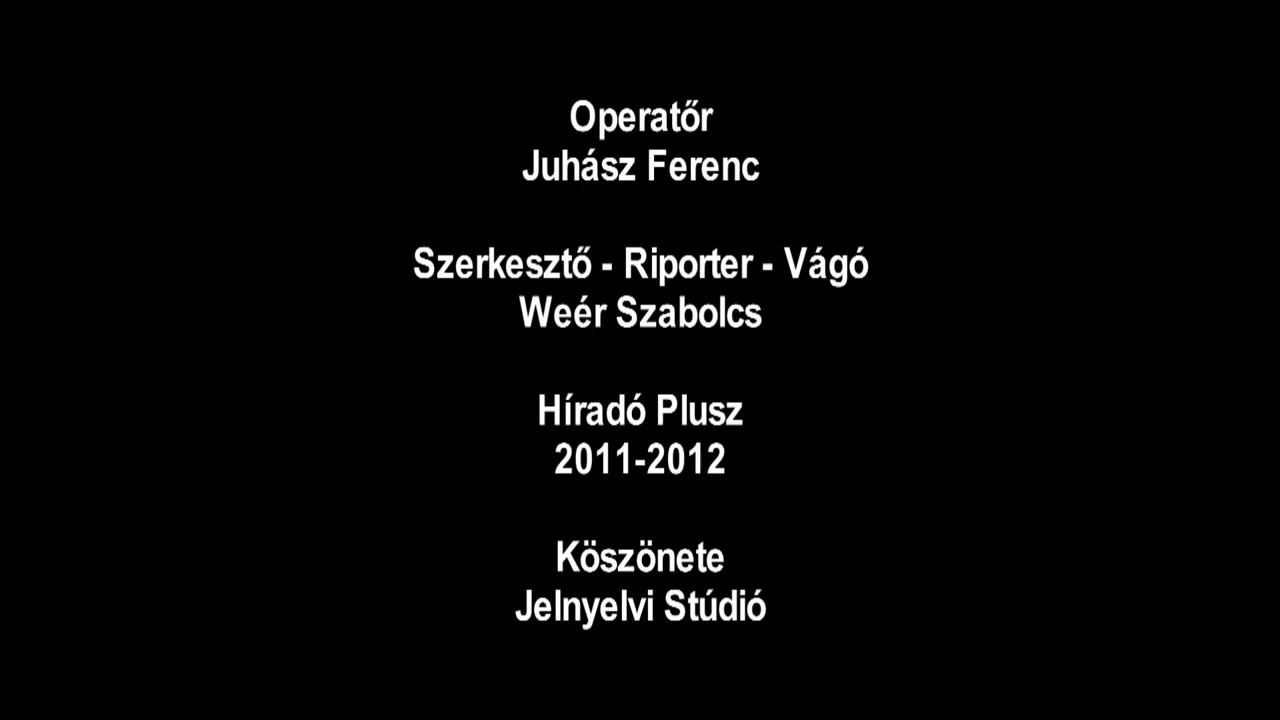 Operatőr
Juhász Ferenc
Szerkesztő - Riporter - Vágó
Weér Szabolcs
Híradó Plusz
2011-2012
Köszönete
Jelnyelvi Stúdió